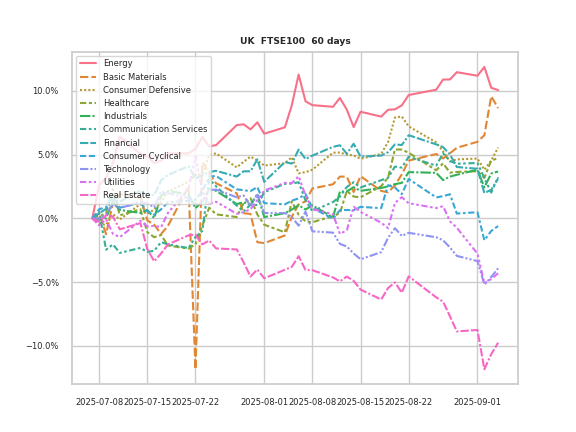 UK  FTSE100  60 days
Energy
Basic Materials
Consumer Defensive
Healthcare
Industrials
Communication Services
Financial
Consumer Cyclical
Technology
Utilities
Real Estate
10.0%
5.0%
0.0%
−5.0%
−10.0%
2025-07-08 2025-07-15 2025-07-22 2025-08-01 2025-08-08 2025-08-15 2025-08-22 2025-09-01